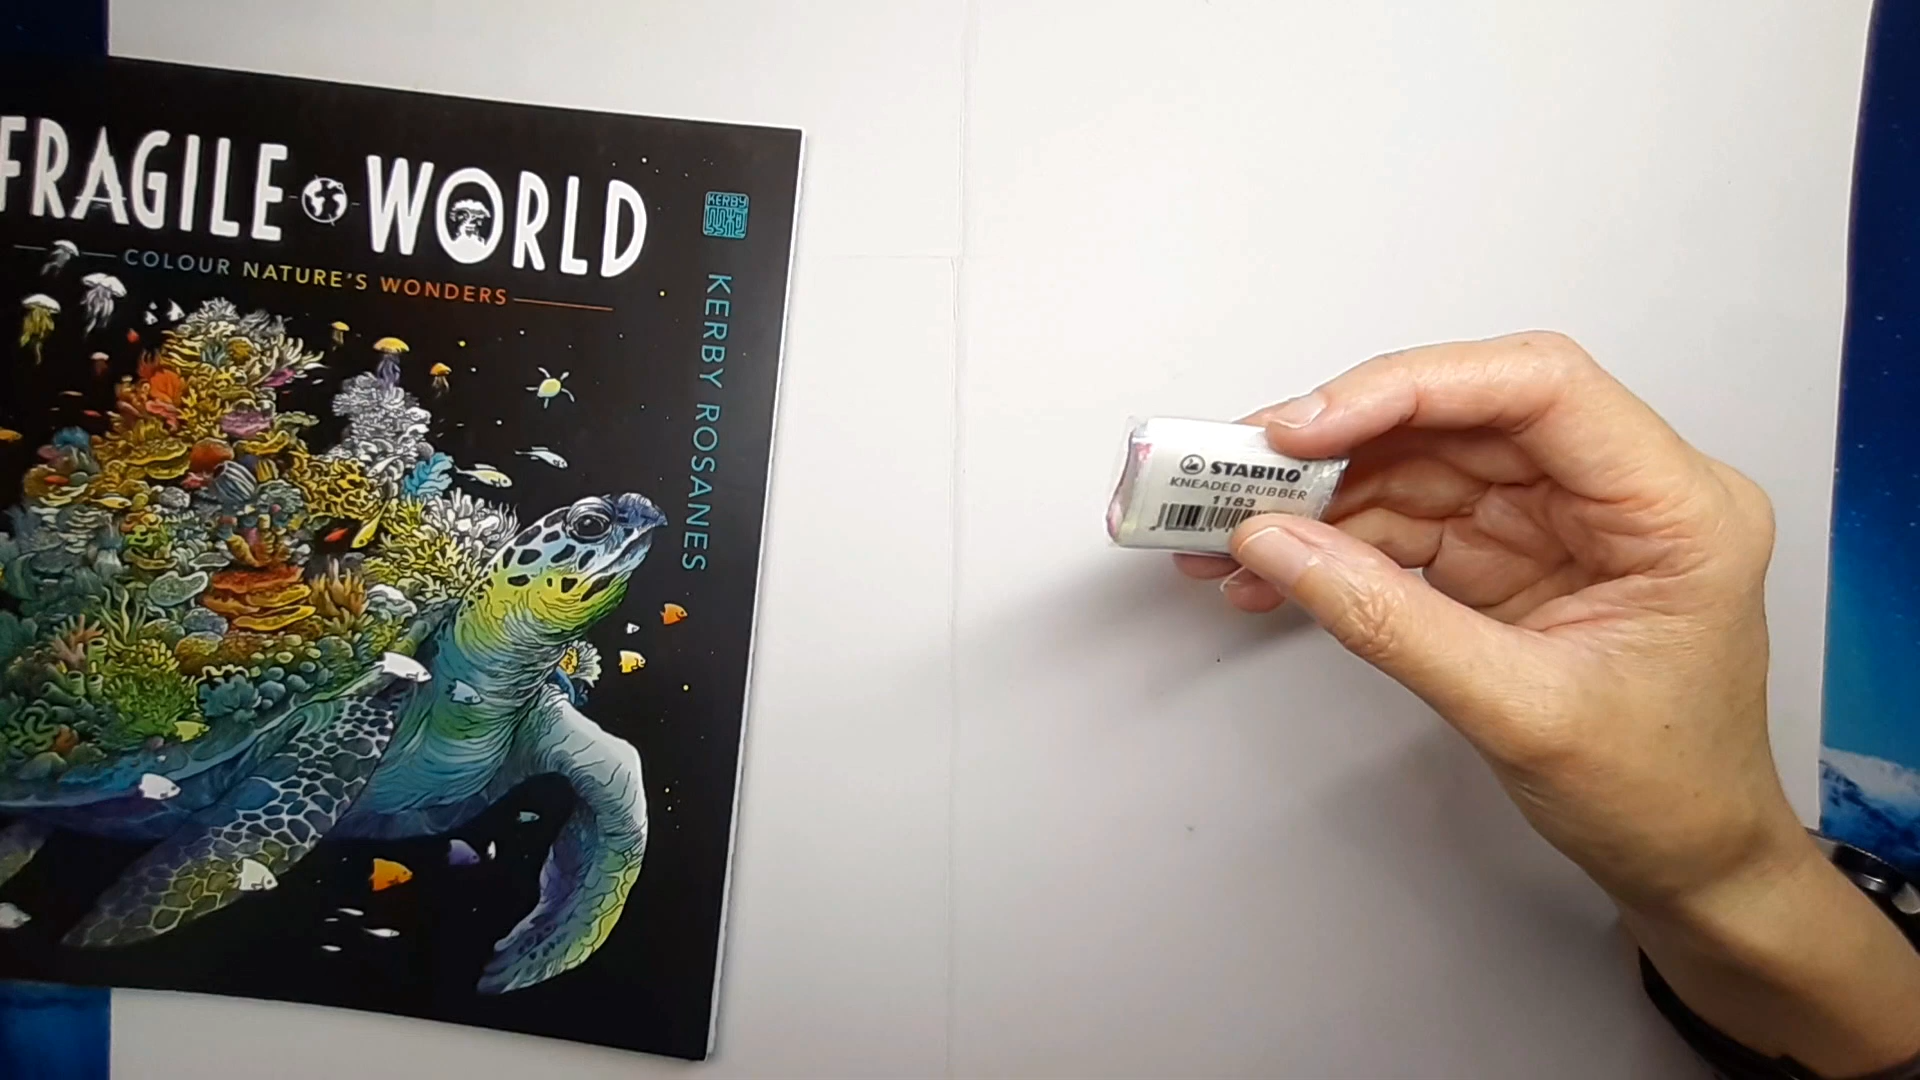 FRAGILE WORLD
COLOUR NATURE'S WONDERS
KERBY
KERBY ROSANES
STABILO
KNEADED RUBBER
1183